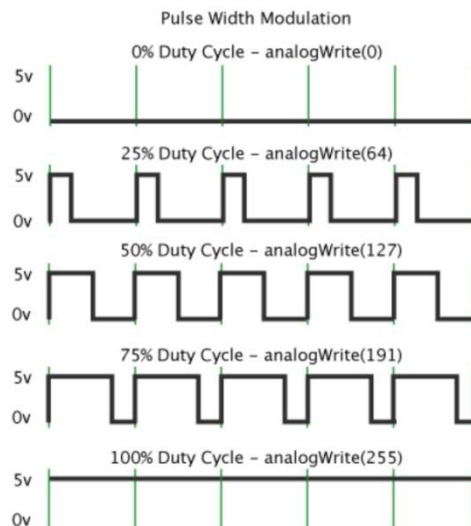 Pulse Width Modulation
0% Duty Cycle – analogWrite(0)
5v
0v
25% Duty Cycle – analogWrite(64)
5v
0v
50% Duty Cycle – analogWrite(127)
5v
0v
75% Duty Cycle – analogWrite(191)
5v
0v
100% Duty Cycle – analogWrite(255)
5v
0v